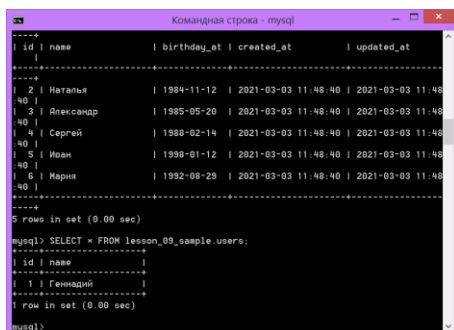 Командная строка - mysql
----+
| id | name | birthday_at | created_at | updated_at
|
+----+-----------+-------------+---------------------+-------------------
----+
| 2 | Наталья | 1984-11-12 | 2021-03-03 11:48:40 | 2021-03-03 11:48
:40 |
| 3 | Александр | 1985-05-20 | 2021-03-03 11:48:40 | 2021-03-03 11:48
:40 |
| 4 | Сергей | 1988-02-14 | 2021-03-03 11:48:40 | 2021-03-03 11:48
:40 |
| 5 | Иван | 1998-01-12 | 2021-03-03 11:48:40 | 2021-03-03 11:48
:40 |
| 6 | Мария | 1992-08-29 | 2021-03-03 11:48:40 | 2021-03-03 11:48
:40 |
+----+-----------+-------------+---------------------+-------------------
----+
5 rows in set (0.00 sec)
mysql> SELECT * FROM lesson_09_sample.users;
+----+----------------+
| id | name |
+----+----------------+
| 1 | Геннадий |
+----+----------------+
1 row in set (0.00 sec)
mysql>